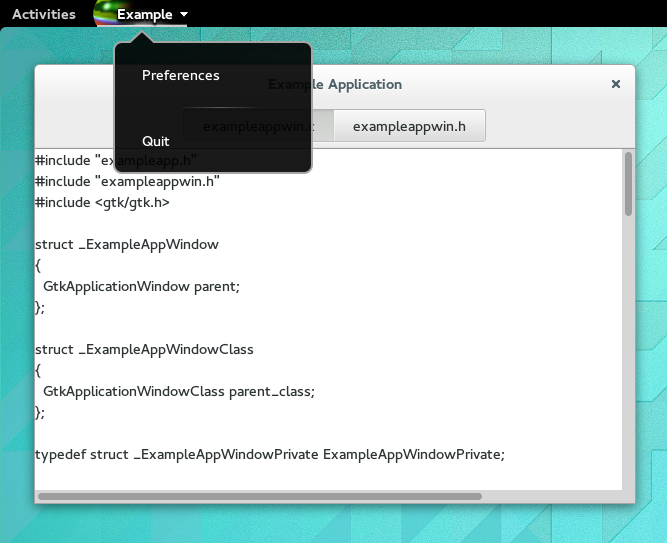 Activities
Example
Preferences
Quit
Example Application
exampleappwin.c
exampleappwin.h
#include "exampleapp.h"
#include "exampleappwin.h"
#include <gtk/gtk.h>
struct _ExampleAppWindow
{
GtkApplicationWindow parent;
};
struct _ExampleAppWindowClass
{
GtkApplicationWindowClass parent_class;
};
typedef struct _ExampleAppWindowPrivate ExampleAppWindowPrivate;